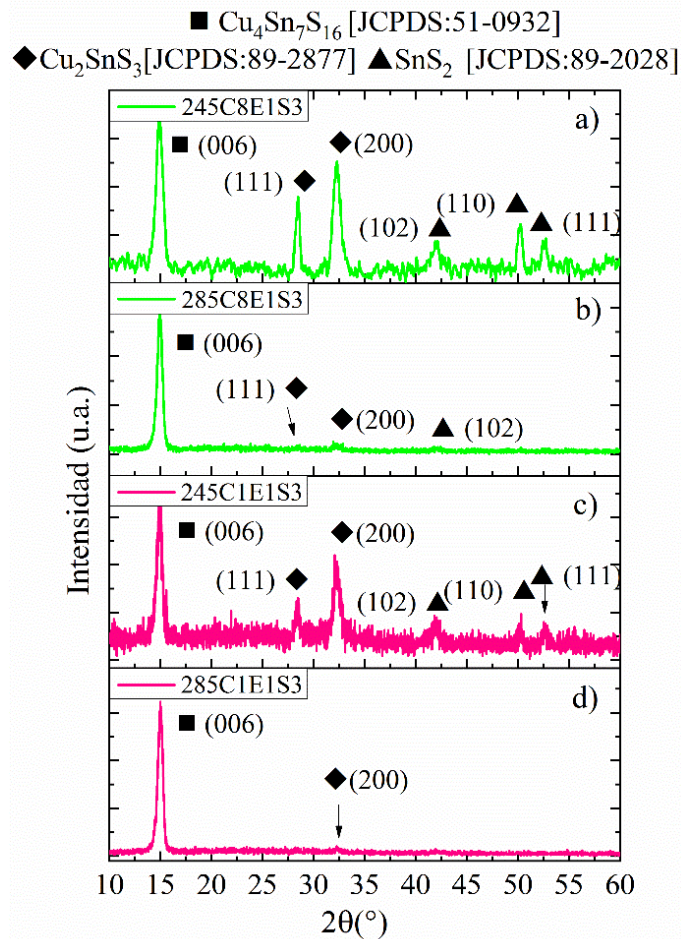 ■ Cu₄Sn₇S₁₆ [JCPDS:51-0932]
◆ Cu₂SnS₃[JCPDS:89-2877] ▲ SnS₂ [JCPDS:89-2028]
245C8E1S3
a)
■ (006)
◆ (200)
(111) ◆
(110) ▲
(102) ▲
▲ (111)
285C8E1S3
b)
■ (006)
(111) ◆
◆ (200)
▲ (102)
245C1E1S3
c)
■ (006)
◆ (200)
(111) ◆
(102) ▲
(110) ▲
▲ (111)
285C1E1S3
d)
■ (006)
◆ (200)
Intensidad (u.a.)
10 15 20 25 30 35 40 45 50 55 60
2θ(°)